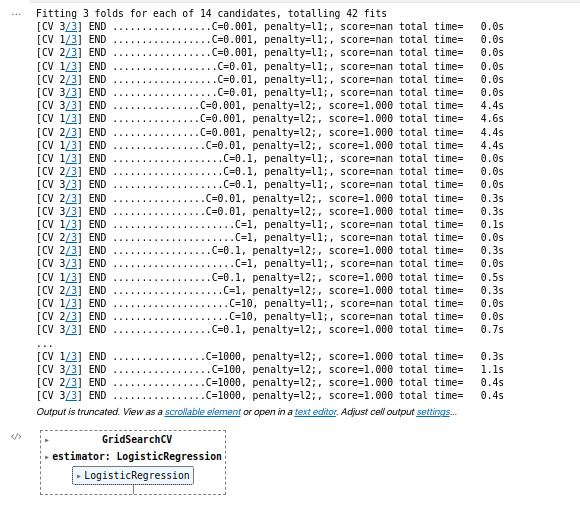 Fitting 3 folds for each of 14 candidates, totalling 42 fits
[CV 3/3] END .................C=0.001, penalty=l1;, score=nan total time=   0.0s
[CV 1/3] END .................C=0.001, penalty=l1;, score=nan total time=   0.0s
[CV 2/3] END .................C=0.001, penalty=l1;, score=nan total time=   0.0s
[CV 1/3] END ..................C=0.01, penalty=l1;, score=nan total time=   0.0s
[CV 2/3] END ..................C=0.01, penalty=l1;, score=nan total time=   0.0s
[CV 3/3] END ..................C=0.01, penalty=l1;, score=nan total time=   0.0s
[CV 3/3] END ...............C=0.001, penalty=l2;, score=1.000 total time=   4.4s
[CV 1/3] END ...............C=0.001, penalty=l2;, score=1.000 total time=   4.6s
[CV 2/3] END ...............C=0.001, penalty=l2;, score=1.000 total time=   4.4s
[CV 1/3] END ................C=0.01, penalty=l2;, score=1.000 total time=   4.4s
[CV 1/3] END ...................C=0.1, penalty=l1;, score=nan total time=   0.0s
[CV 2/3] END ...................C=0.1, penalty=l1;, score=nan total time=   0.0s
[CV 3/3] END ...................C=0.1, penalty=l1;, score=nan total time=   0.0s
[CV 2/3] END ................C=0.01, penalty=l2;, score=1.000 total time=   0.3s
[CV 3/3] END ................C=0.01, penalty=l2;, score=1.000 total time=   0.3s
[CV 1/3] END .....................C=1, penalty=l1;, score=nan total time=   0.1s
[CV 2/3] END .....................C=1, penalty=l1;, score=nan total time=   0.0s
[CV 2/3] END .................C=0.1, penalty=l2;, score=1.000 total time=   0.3s
[CV 3/3] END .....................C=1, penalty=l1;, score=nan total time=   0.0s
[CV 1/3] END .................C=0.1, penalty=l2;, score=1.000 total time=   0.5s
[CV 2/3] END ...................C=1, penalty=l2;, score=1.000 total time=   0.3s
[CV 1/3] END ....................C=10, penalty=l1;, score=nan total time=   0.0s
[CV 2/3] END ....................C=10, penalty=l1;, score=nan total time=   0.0s
[CV 3/3] END .................C=0.1, penalty=l2;, score=1.000 total time=   0.7s
...
[CV 1/3] END ................C=1000, penalty=l2;, score=1.000 total time=   0.3s
[CV 3/3] END .................C=100, penalty=l2;, score=1.000 total time=   1.1s
[CV 2/3] END ................C=1000, penalty=l2;, score=1.000 total time=   0.4s
[CV 3/3] END ................C=1000, penalty=l2;, score=1.000 total time=   0.4s
Output is truncated. View as a scrollable element or open in a text editor. Adjust cell output settings...
GridSearchCV
estimator: LogisticRegression
LogisticRegression